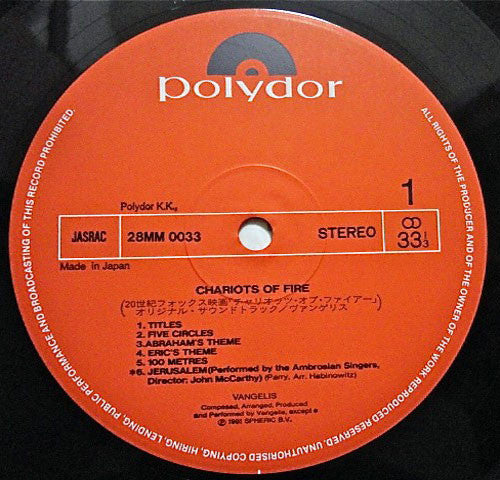 polydor
ALL RIGHTS OF THE PRODUCER AND OF THE OWNER OF THE WORK REPRODUCED RESERVED. UNAUTHORISED COPYING, HIRING, LENDING, PUBLIC PERFORMANCE AND BROADCASTING OF THIS RECORD PROHIBITED.
Polydor K.K.,
1
JASRAC
28MM 0033
STEREO
33 1/3
Made in Japan
CHARIOTS OF FIRE
(20世紀フォックス映画"チャリオッツ・オブ・ファイアー"
オリジナル・サウンドトラック/ヴァンゲリス)
1. TITLES
2. FIVE CIRCLES
3. ABRAHAM'S THEME
4. ERIC'S THEME
5. 100 METRES
*6. JERUSALEM(Performed by the Ambrosian Singers,
Director: John McCarthy) (Parry, Arr. Habinowitz)
VANGELIS
Composed, Arranged, Produced
and Performed by Vangelis, except
℗ 1981 SPHERIC B.V.